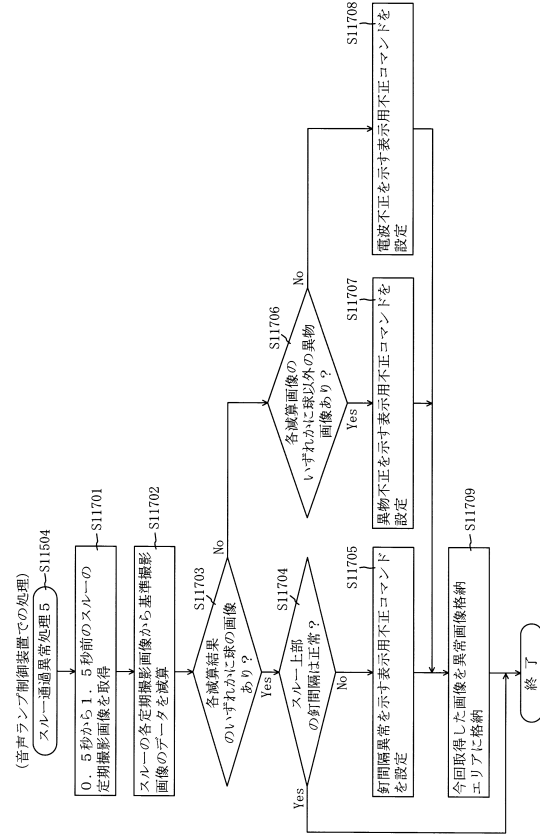 (音声ランプ制御装置での処理)
スルー通過異常処理5
S11504
0.5秒から1.5秒前のスルーの
定期撮影画像を取得
S11701
スルーの各定期撮影画像から基準撮影
画像のデータを減算
S11702
各減算結果
のいずれかに球の画像
あり?
S11703
No
Yes
スルー上部
の釘間隔は正常?
S11704
Yes
No
釘間隔異常を示す表示用不正コマンド
を設定
S11705
各減算画像の
いずれかに球以外の異物
画像あり?
S11706
No
Yes
異物不正を示す表示用不正コマンドを
設定
S11707
電波不正を示す表示用不正コマンドを
設定
S11708
今回取得した画像を異常画像格納
エリアに格納
S11709
終了